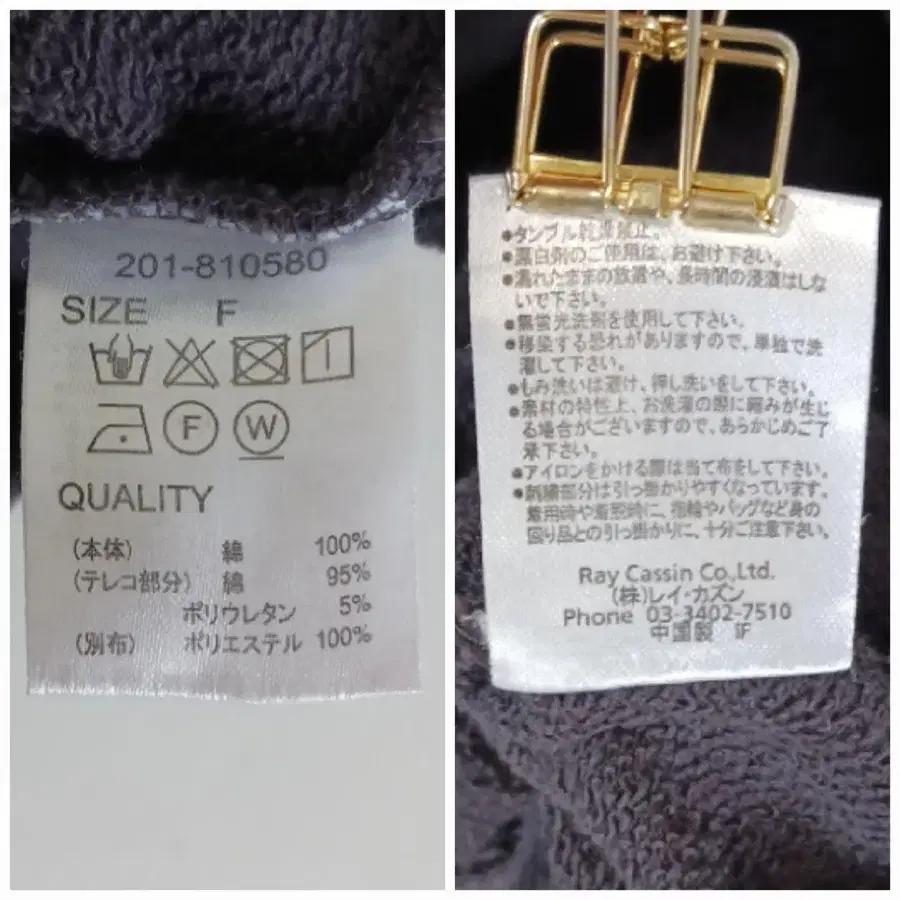 201-810580
SIZE F
F W
QUALITY
(本体) 綿 100%
(テレコ部分) 綿 95%
ポリウレタン 5%
(別布) ポリエステル 100%
●タンブル乾燥禁止。
●漂白剤のご使用は、お避け下さい。
●濡れたままの放置や、長時間の浸漬はしな
いで下さい。
●無蛍光洗剤を使用して下さい。
●移染する恐れがありますので、単独で洗
濯して下さい。
●もみ洗いは避け、押し洗いをして下さい。
●素材の特性上、お洗濯の際に縮みが生じ
る場合がございますので、あらかじめご了
承下さい。
●アイロンをかける際は当て布をして下さい。
●刺繍部分は引っ掛かりやすくなっています。
着用時や着脱時に、指輪やバッグなど身の
回り品との引っ掛かりに、十分ご注意下さい。
Ray Cassin Co.,Ltd.
(株)レイ・カズン
Phone 03-3402-7510
中国製 IF